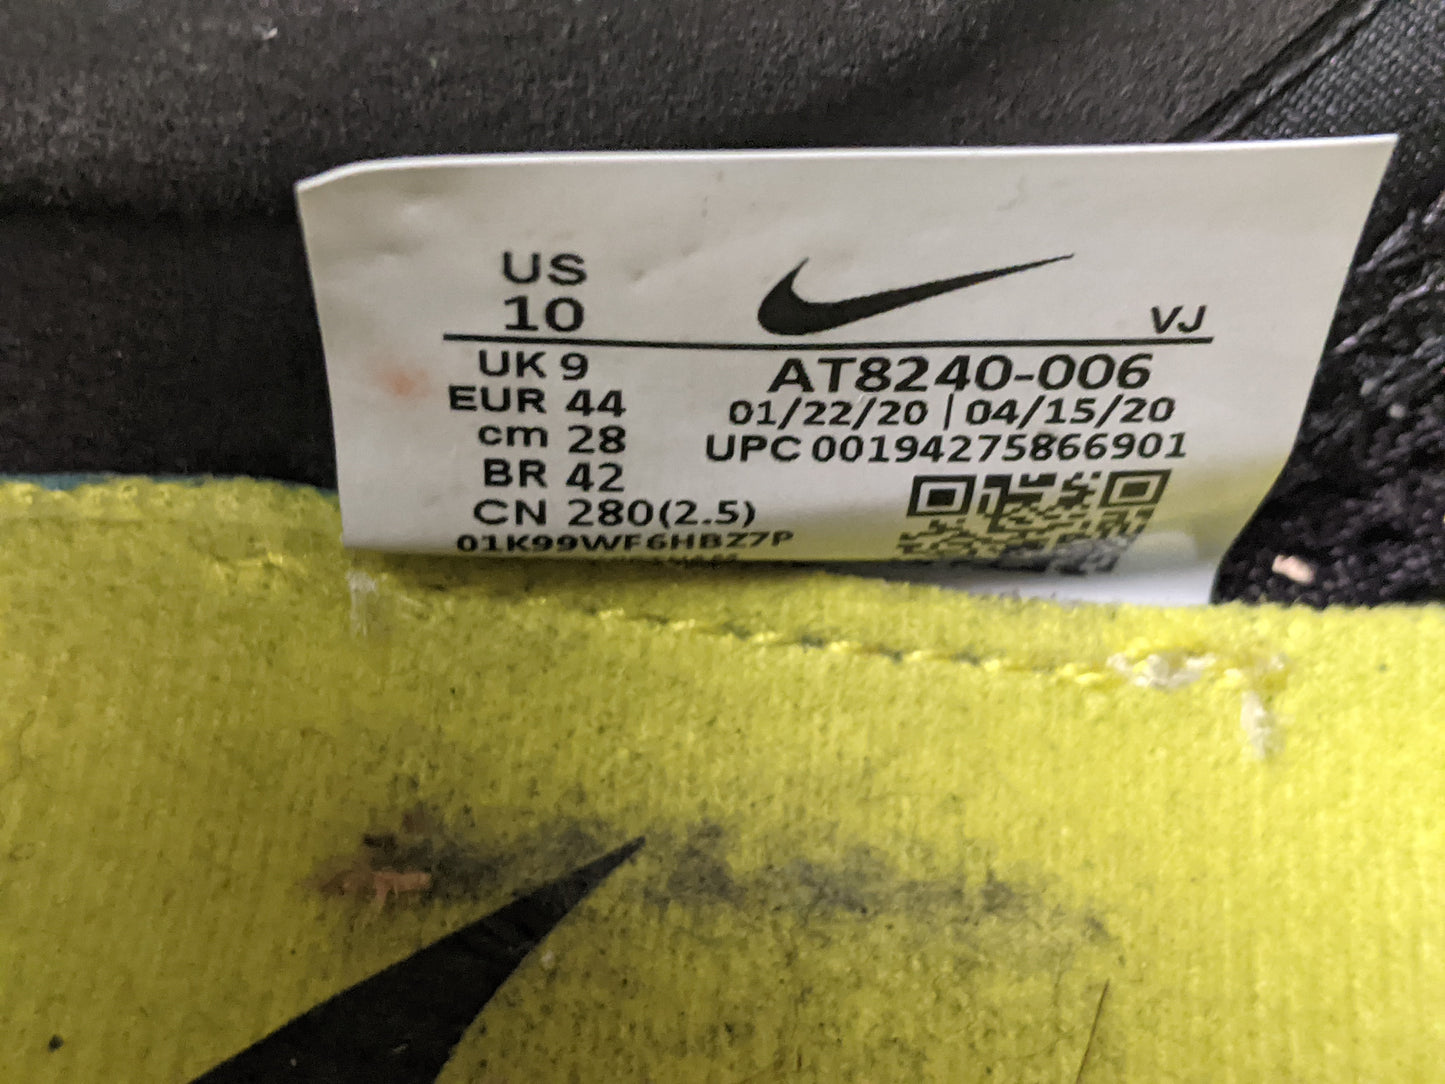 US
10
VJ
UK 9
EUR 44
cm 28
BR 42
CN 280(2.5)
01K99WF6HBZ7P
AT8240-006
01/22/20 | 04/15/20
UPC 00194275866901